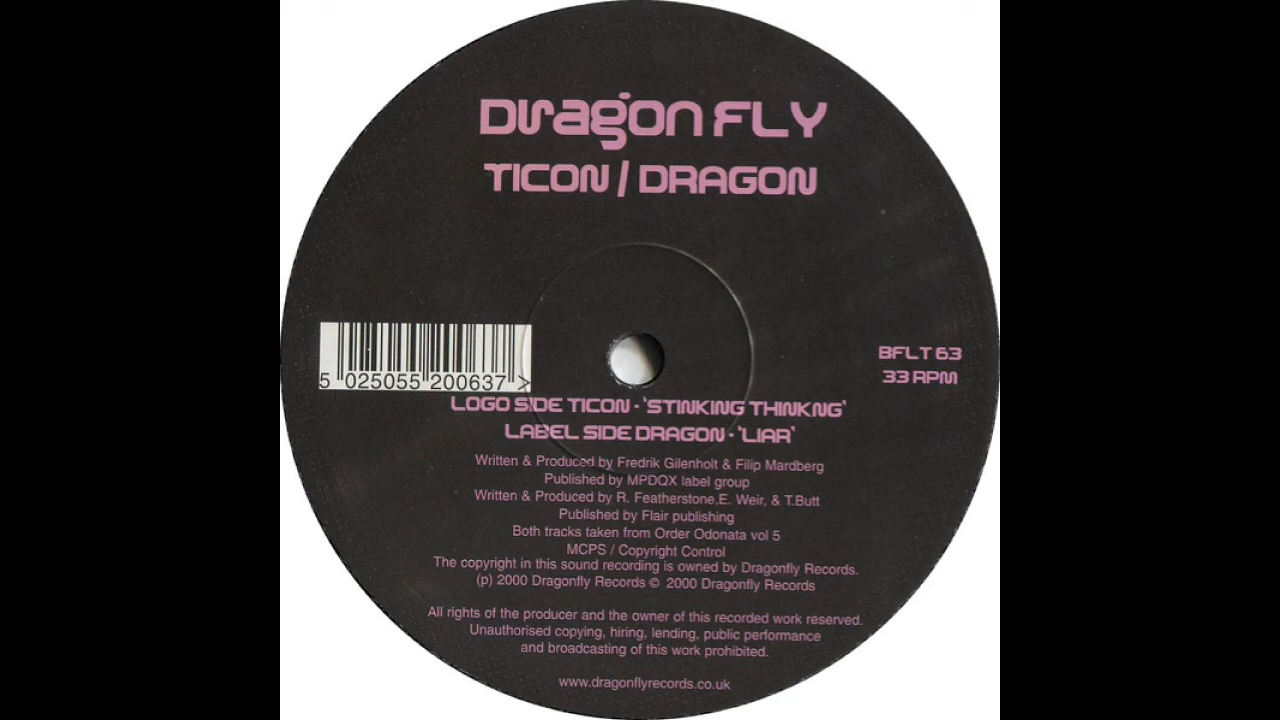 Dragon FLY
TICON / DRAGON
BFLT 63
33 RPM
5 025055 200637 >
LOGO SIDE TICON - 'STINKING THINKNG'
LABEL SIDE DRAGON - 'LIAR'
Written & Produced by Fredrik Gilenholt & Filip Mardberg
Published by MPDQX label group
Written & Produced by R. Featherstone,E. Weir, & T.Butt
Published by Flair publishing
Both tracks taken from Order Odonata vol 5
MCPS / Copyright Control
The copyright in this sound recording is owned by Dragonfly Records.
(p) 2000 Dragonfly Records © 2000 Dragonfly Records
All rights of the producer and the owner of this recorded work reserved.
Unauthorised copying, hiring, lending, public performance
and broadcasting of this work prohibited.
www.dragonflyrecords.co.uk